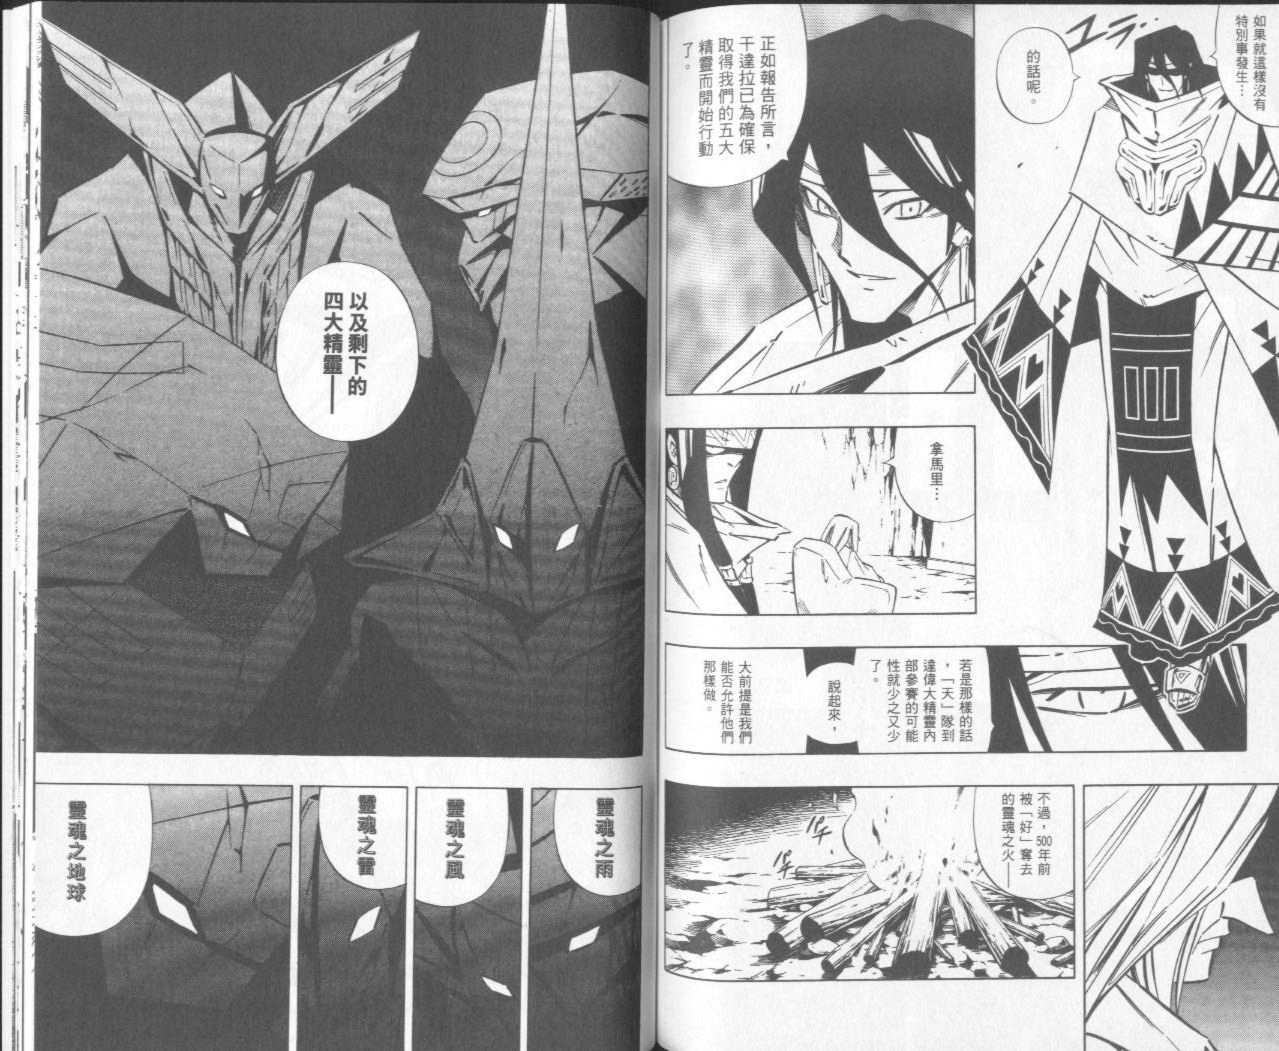 如果就這樣沒有
特別事發生…
的話呢。
正如報告所言，
干達拉已為確保
取得我們的五大
精靈而開始行動
了。
拿馬里…
若是那樣的話
，「天」隊到
達偉大精靈內
部參賽的可能
性就少之又少
了。
說起來，
大前提是我們
能否允許他們
那樣做。
不過，500年前
被「好」奪去
的靈魂之火──
パチ
パチ
以及剩下的
四大精靈──
靈魂之雨
靈魂之風
靈魂之雷
靈魂之地球